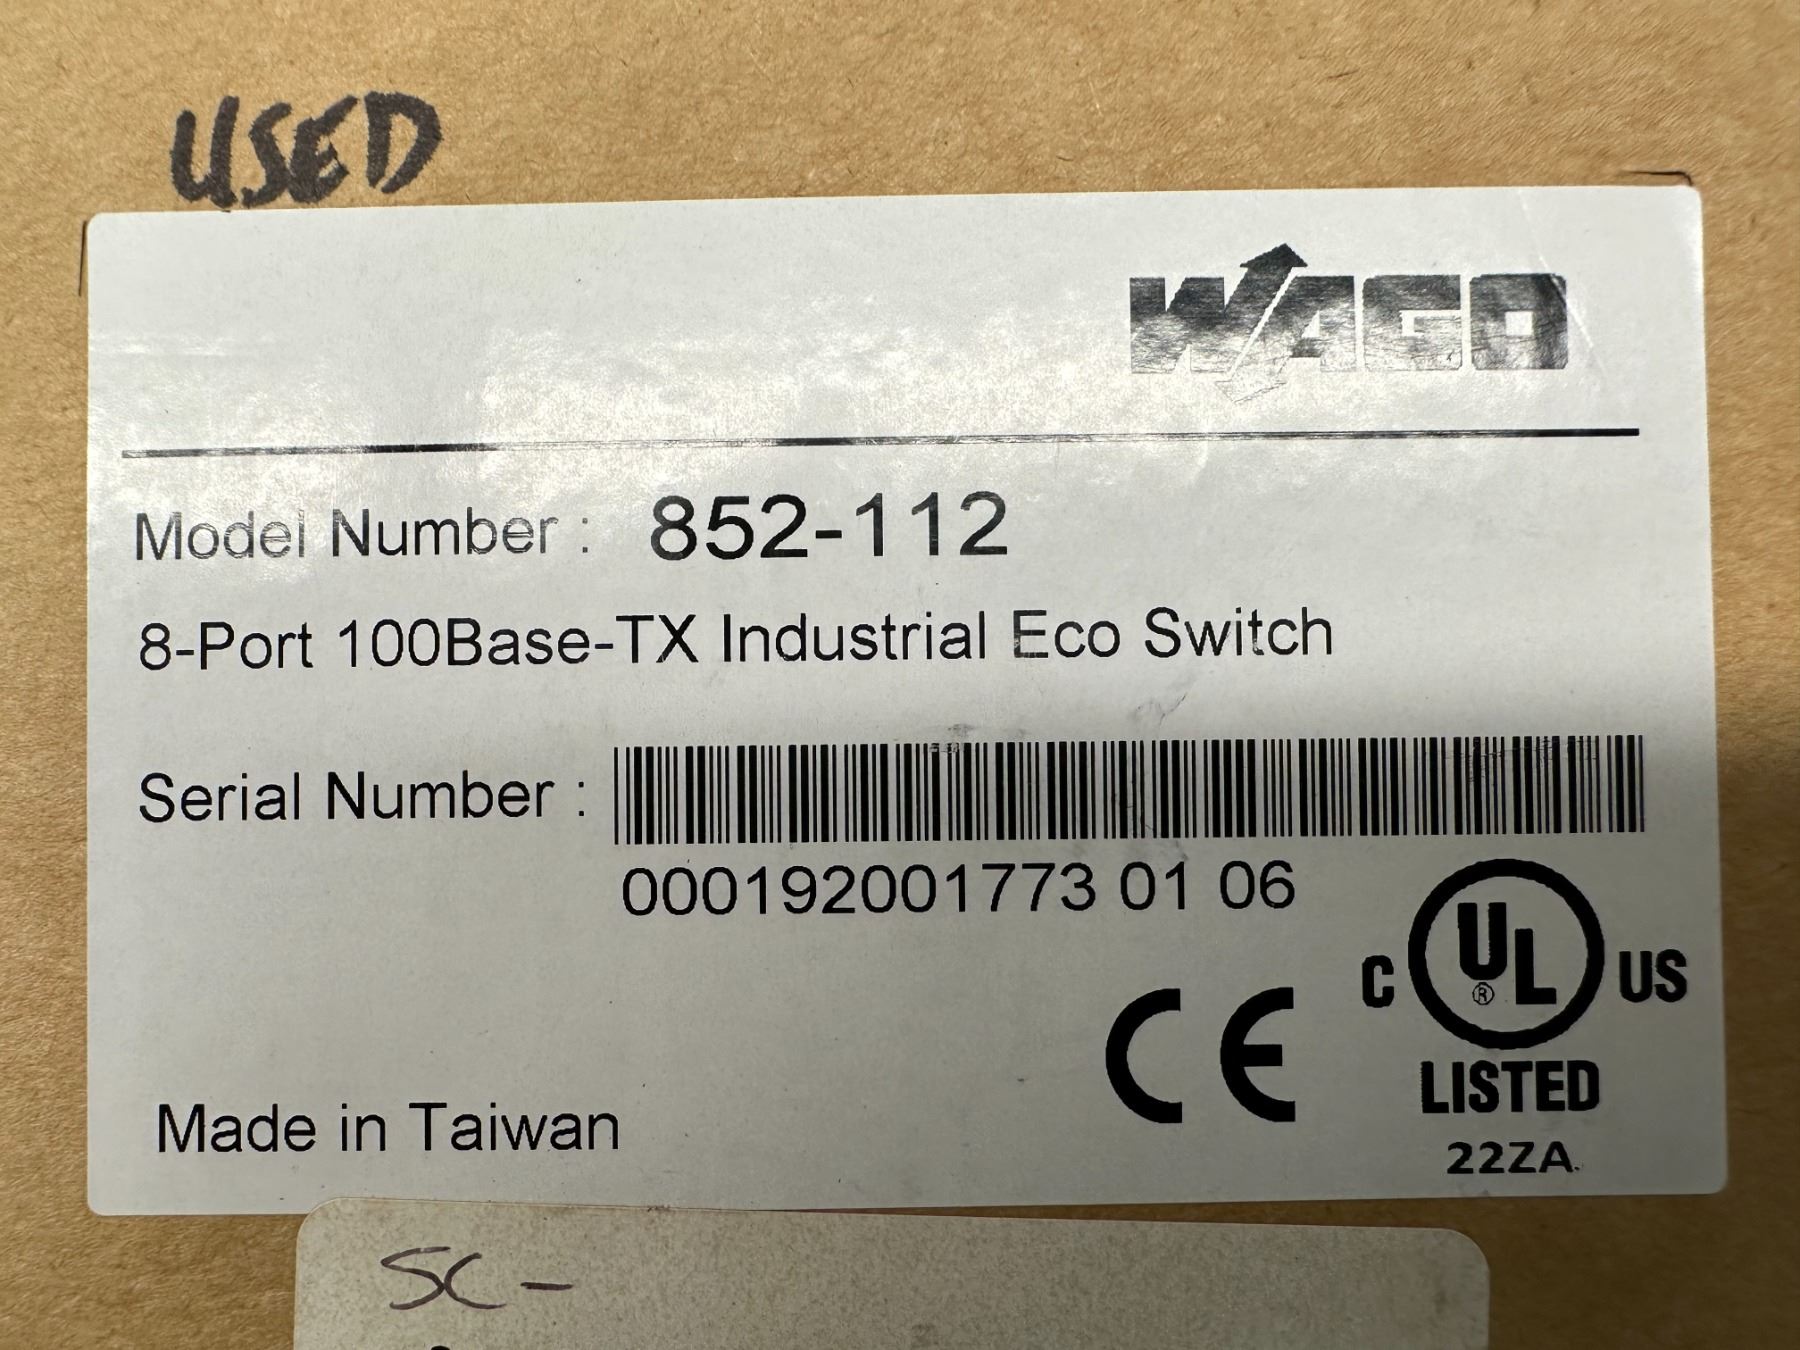 USED
WAGO
Model Number : 852-112
8-Port 100Base-TX Industrial Eco Switch
Serial Number :
000192001773 01 06
C UL® US
LISTED
22ZA.
CE
Made in Taiwan
SC-